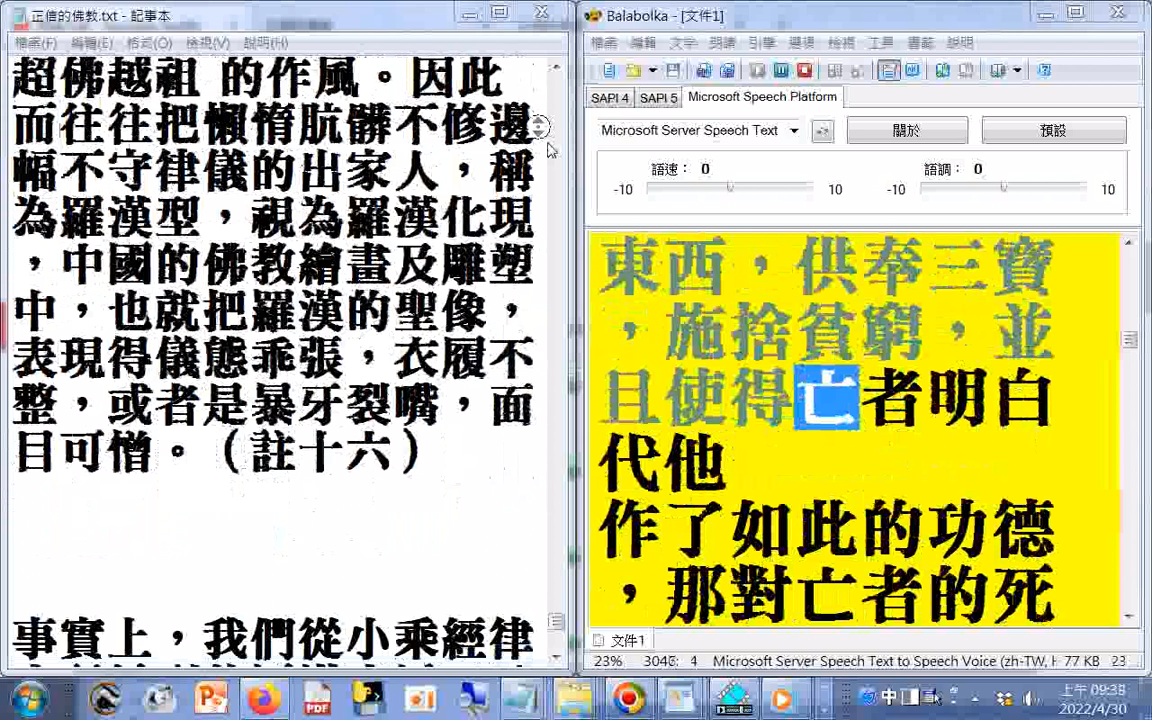 正信的佛教.txt - 記事本
檔案(F) 編輯(E) 格式(O) 檢視(V) 說明(H)
超佛越祖 的作風。因此
而往往把懶惰骯髒不修邊
幅不守律儀的出家人，稱
為羅漢型，視為羅漢化現
，中國的佛教繪畫及雕塑
中，也就把羅漢的聖像，
表現得儀態乖張，衣履不
整，或者是暴牙裂嘴，面
目可憎。（註十六）
事實上，我們從小乘經律
Balabolka - [文件1]
檔案 編輯 文字 朗讀 引擎 選項 檢視 工具 書籤 說明
SAPI 4 SAPI 5 Microsoft Speech Platform
Microsoft Server Speech Text 關於 預設
語速： 0 語調： 0
-10 10 -10 10
東西，供奉三寶
，施捨貧窮，並
且使得亡者明白
代他
作了如此的功德
，那對亡者的死
文件1
23% Microsoft Server Speech Text to Speech Voice (zh-TW, H 77 KB 23
中
上午 09:38
2022/4/30